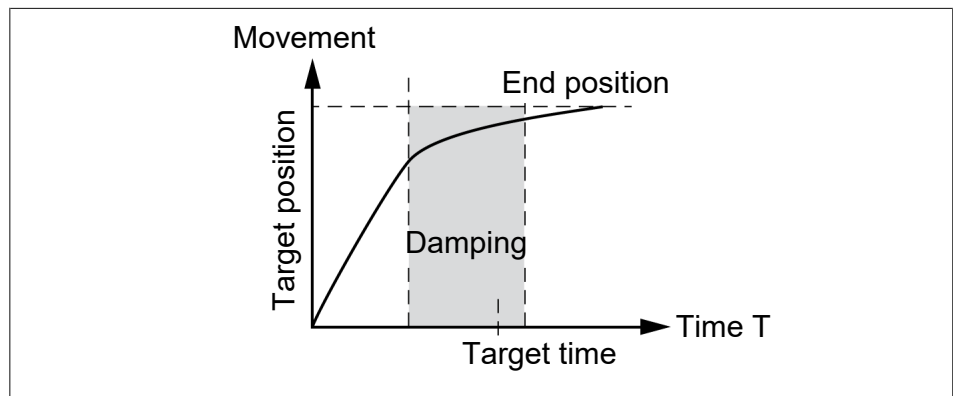 Movement
End position
Target position
Damping
Time T
Target time